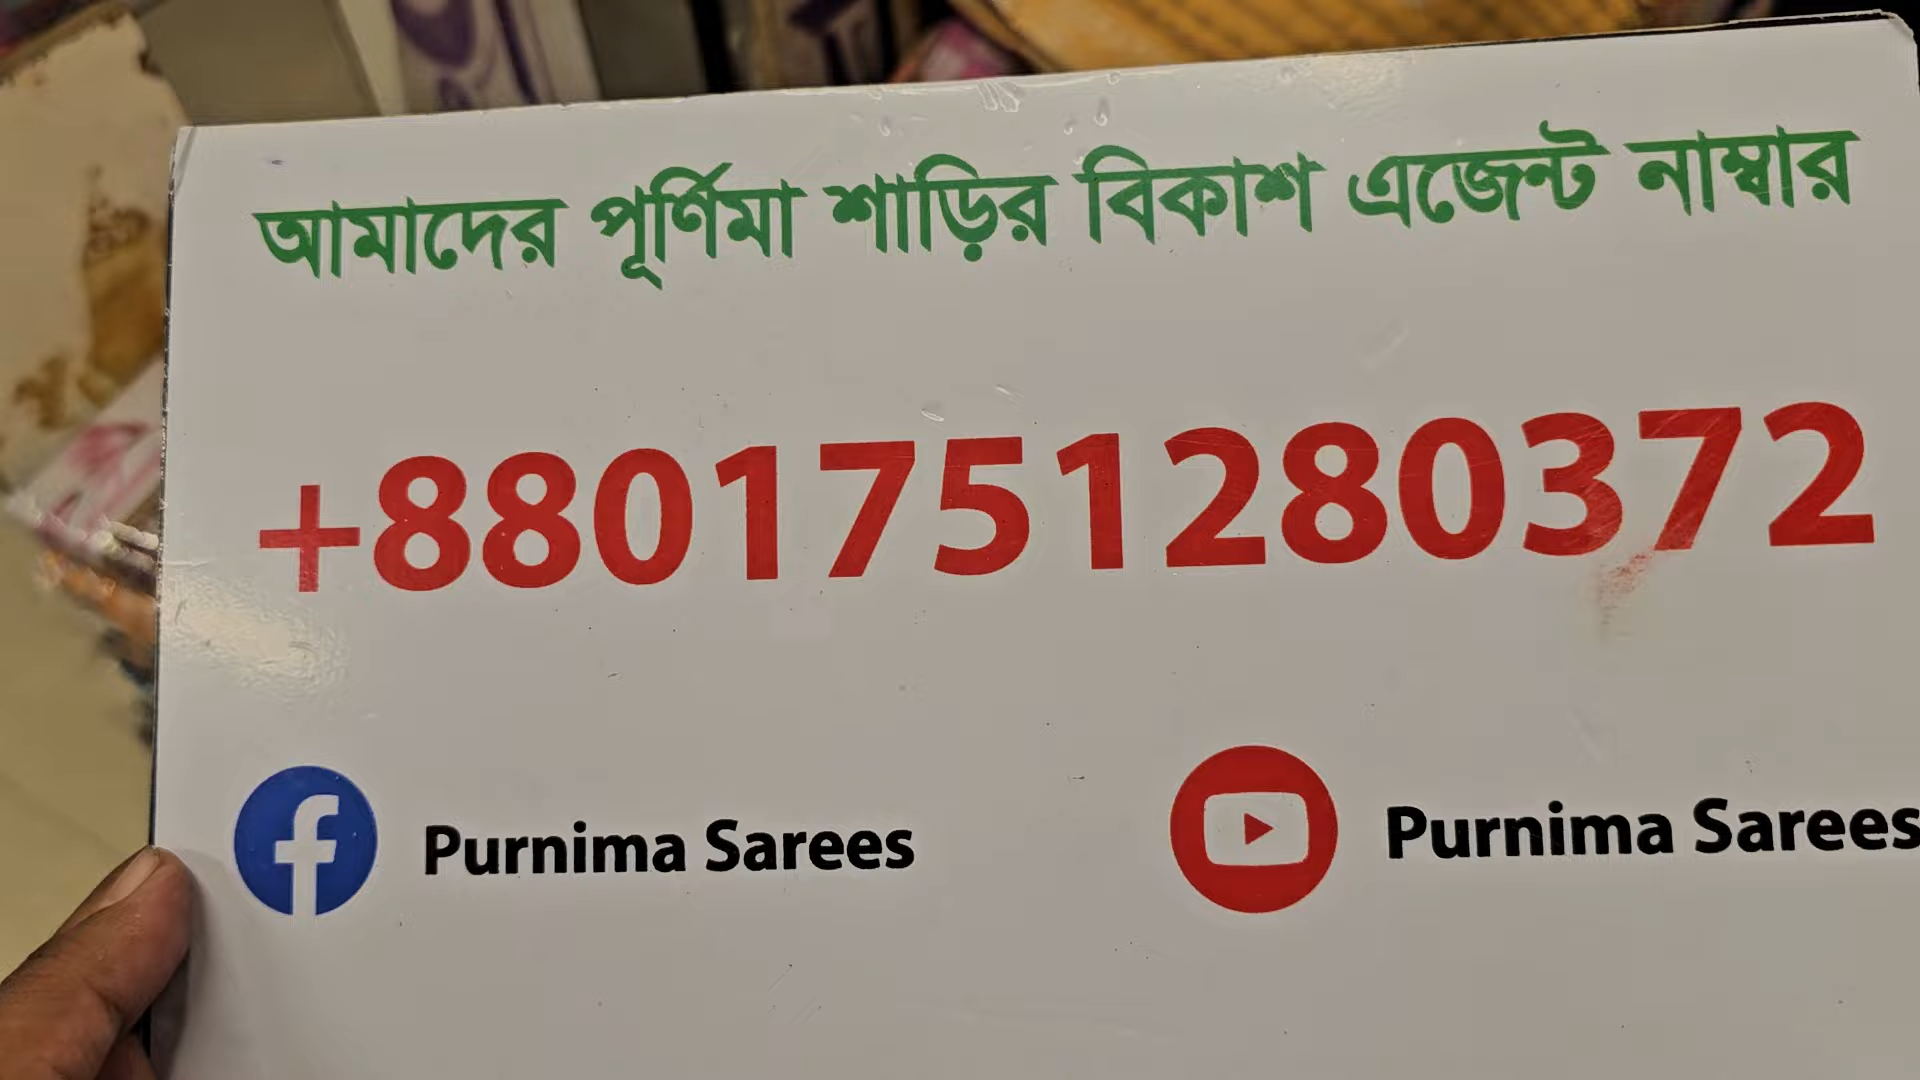 আমাদের পূর্ণিমা শাড়ির বিকাশ এজেন্ট নাম্বার
+8801751280372
Purnima Sarees Purnima Sarees